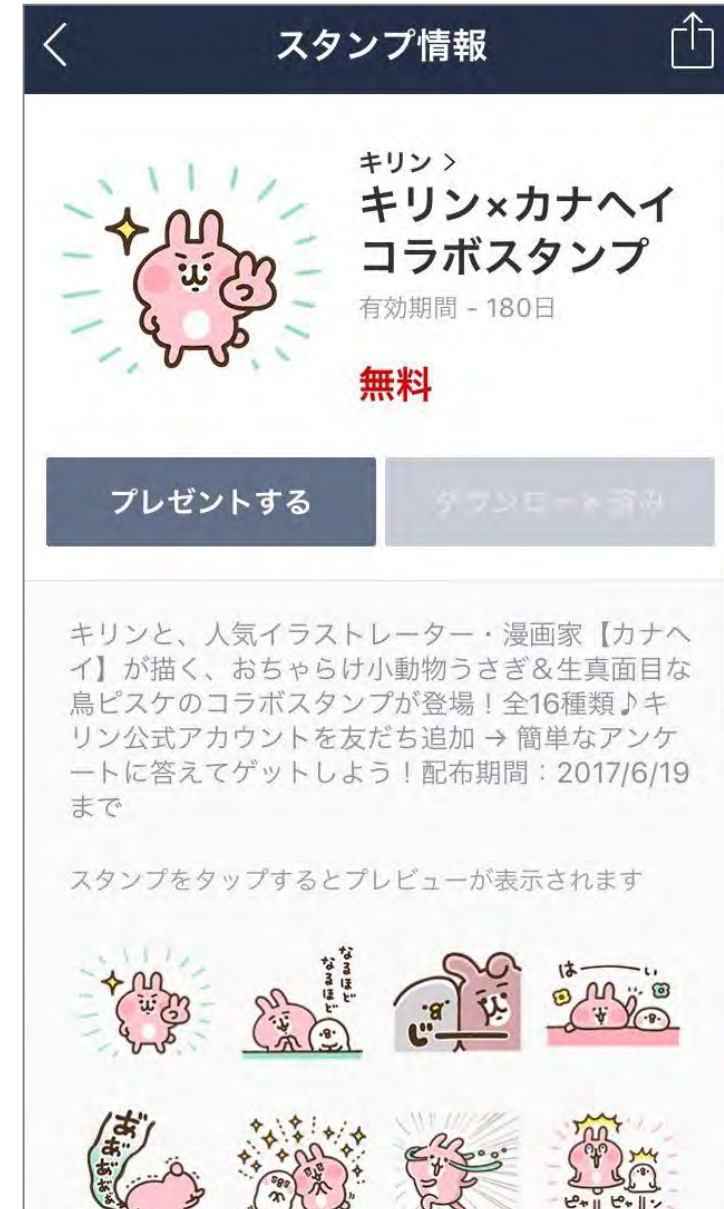 スタンプ情報
キリン >
キリン×カナヘイ
コラボスタンプ
有効期間 - 180日
無料
プレゼントする
ダウンロード済み
キリンと、人気イラストレーター・漫画家【カナヘ
イ】が描く、おちゃらけ小動物うさぎ&生真面目な
鳥ピスケのコラボスタンプが登場！全16種類♪キ
リン公式アカウントを友だち追加 → 簡単なアンケ
ートに答えてゲットしよう！配布期間：2017/6/19
まで
スタンプをタップするとプレビューが表示されます
なるほど
なるほど
じー
はーい
ピャッ